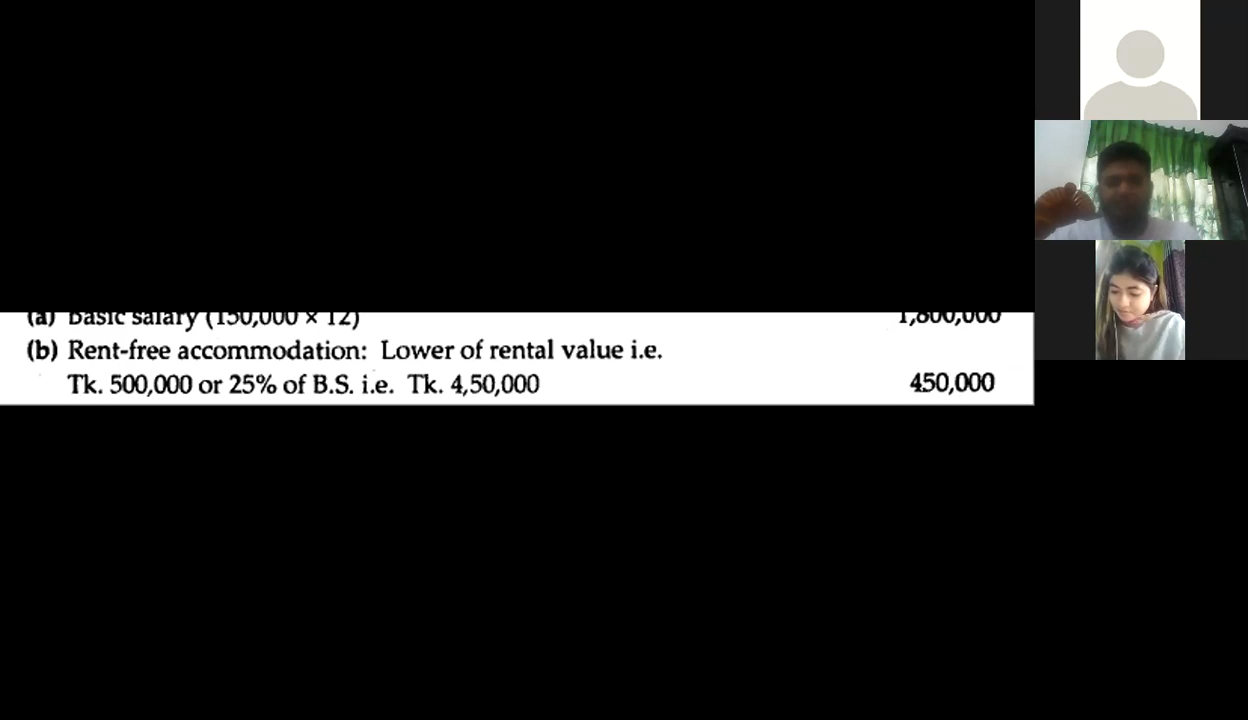 (a) Basic salary (150,000 × 12) 1,800,000
(b) Rent-free accommodation: Lower of rental value i.e.
Tk. 500,000 or 25% of B.S. i.e. Tk. 4,50,000 450,000